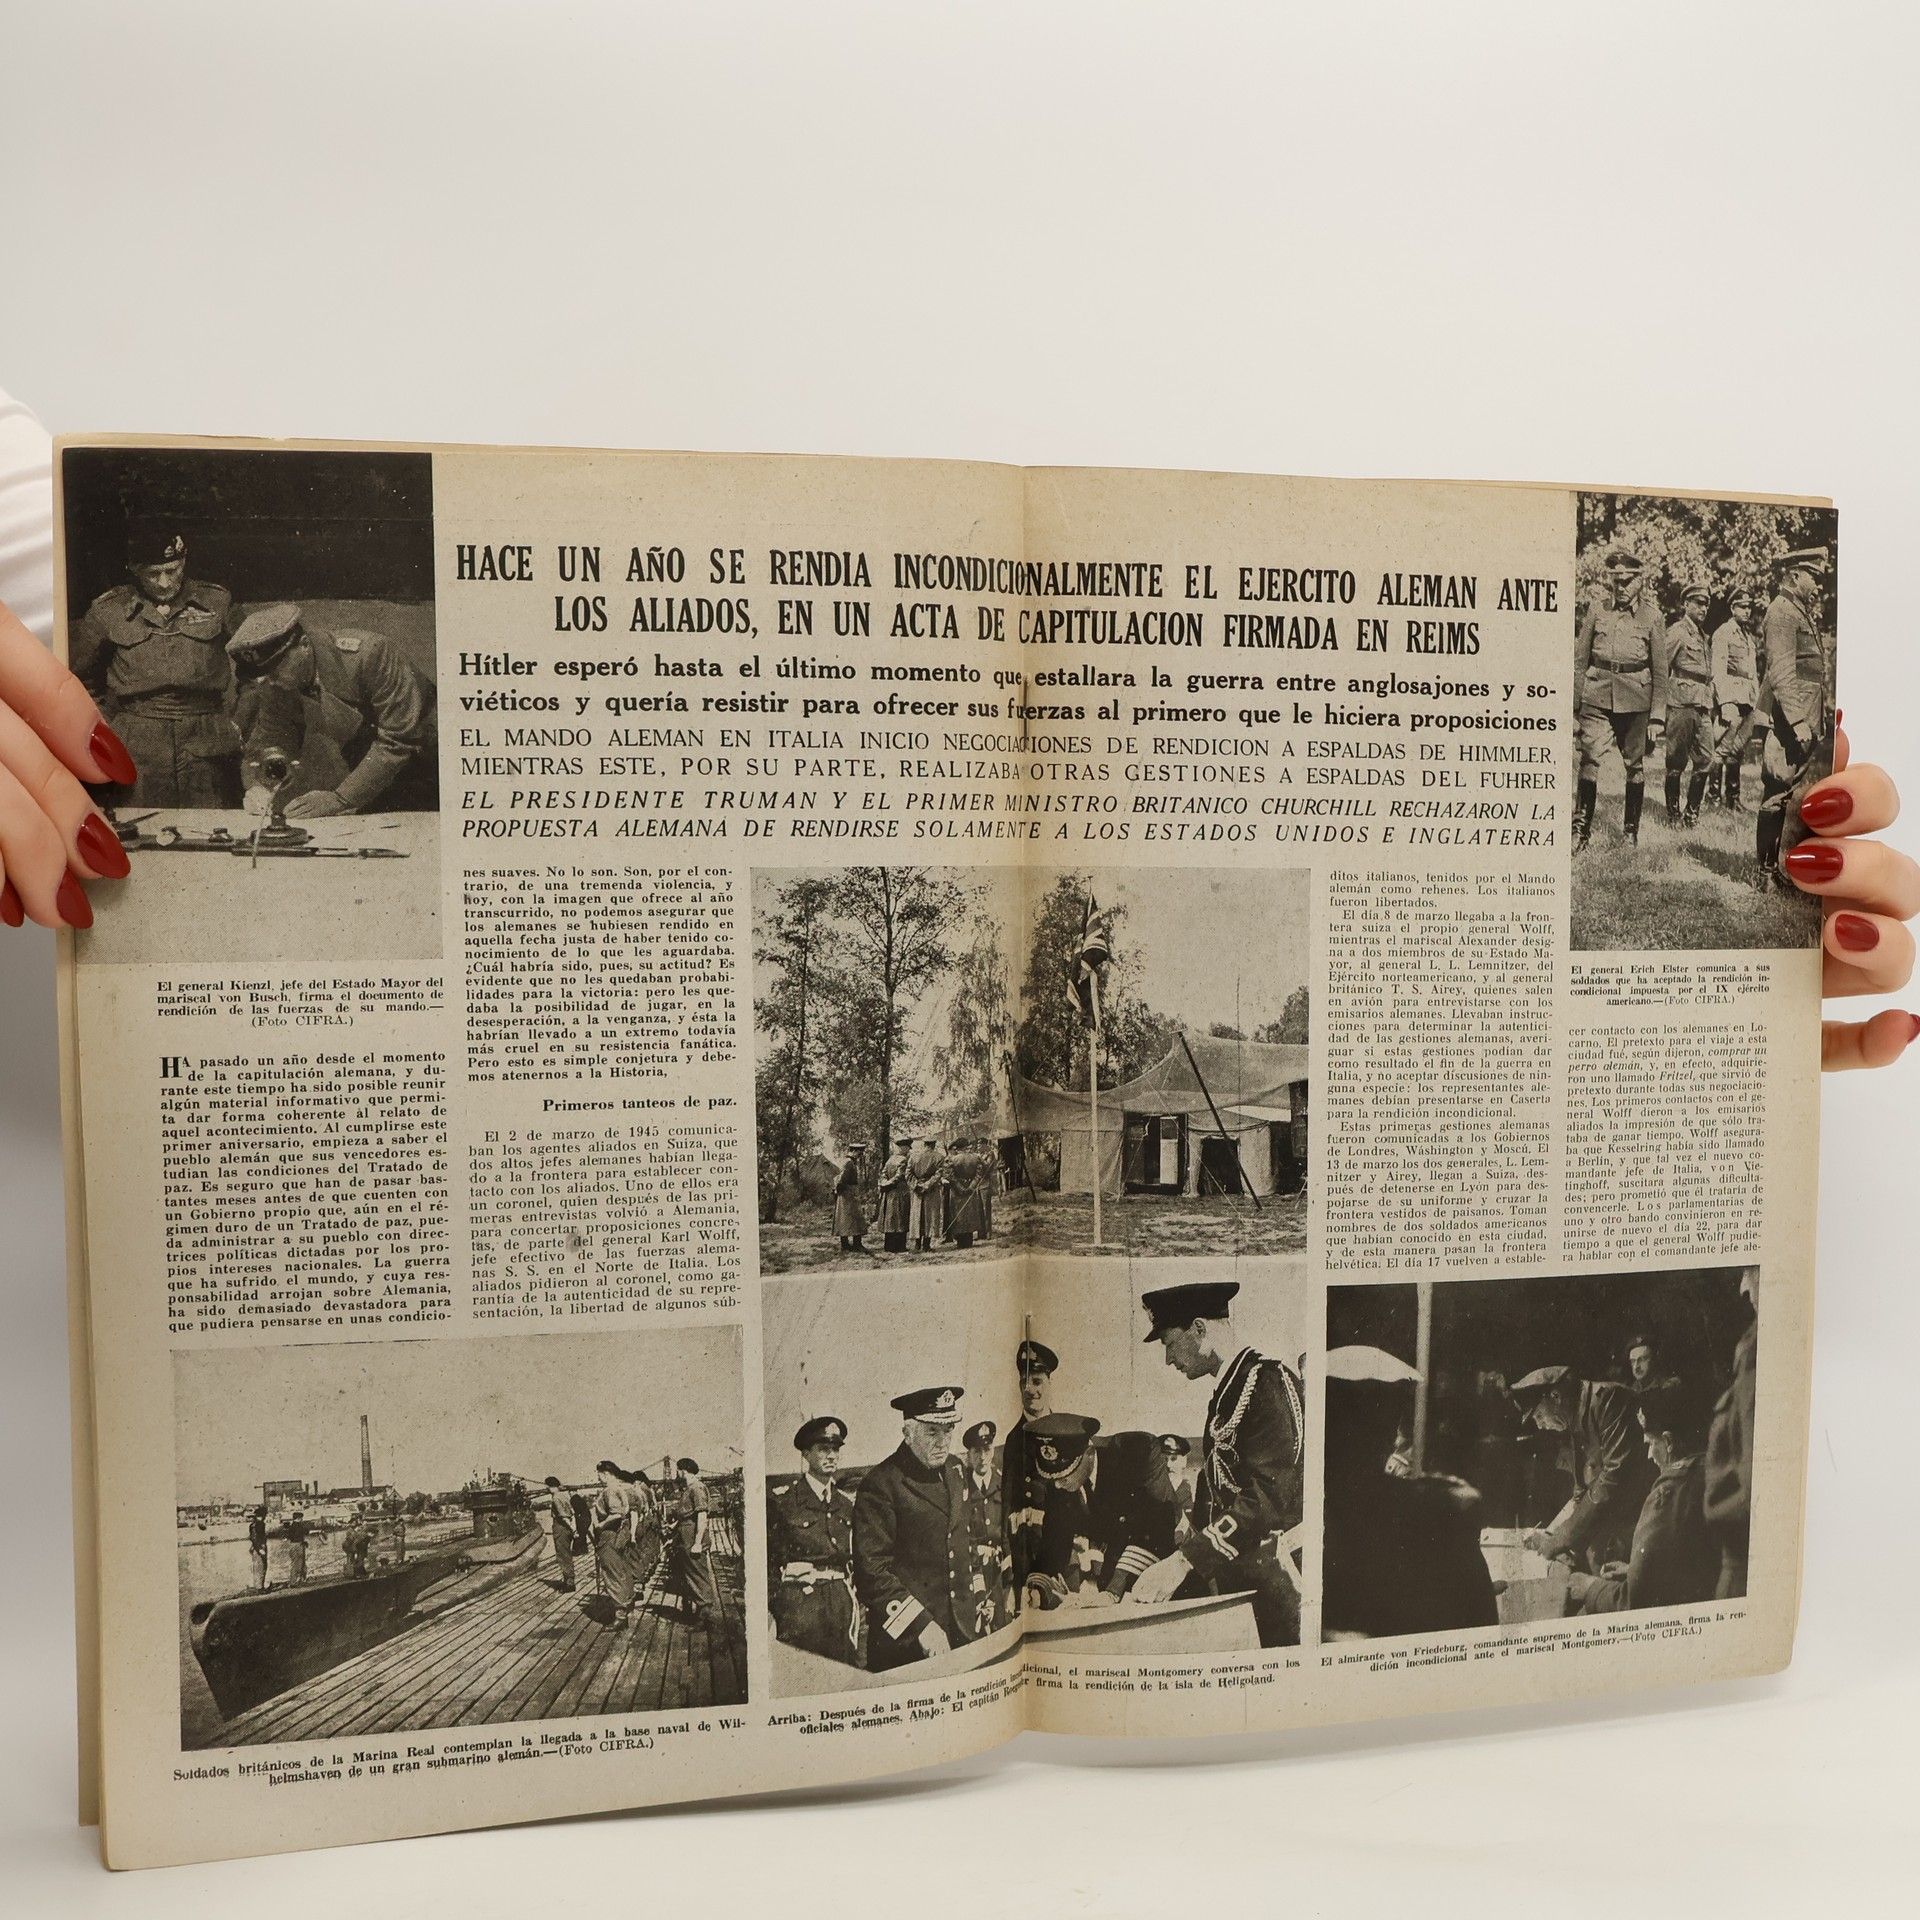 HACE UN AÑO SE RENDIA INCONDICIONALMENTE EL EJERCITO ALEMAN ANTE
LOS ALIADOS, EN UN ACTA DE CAPITULACION FIRMADA EN REIMS
Hítler esperó hasta el último momento que estallara la guerra entre anglosajones y so-
viéticos y quería resistir para ofrecer sus fuerzas al primero que le hiciera proposiciones
EL MANDO ALEMAN EN ITALIA INICIO NEGOCIACIONES DE RENDICION A ESPALDAS DE HIMMLER,
MIENTRAS ESTE, POR SU PARTE, REALIZABA OTRAS GESTIONES A ESPALDAS DEL FUHRER
EL PRESIDENTE TRUMAN Y EL PRIMER MINISTRO BRITANICO CHURCHILL RECHAZARON LA
PROPUESTA ALEMANA DE RENDIRSE SOLAMENTE A LOS ESTADOS UNIDOS E INGLATERRA
El general Kienzl, jefe del Estado Mayor del
mariscal von Busch, firma el documento de
rendición de las fuerzas de su mando.—
(Foto CIFRA.)
HA pasado un año desde el momento
de la capitulación alemana, y du-
rante este tiempo ha sido posible reunir
algún material informativo que permi-
ta dar forma coherente al relato de
aquel acontecimiento. Al cumplirse este
primer aniversario, empieza a saber el
pueblo alemán que sus vencedores es-
tudian las condiciones del Tratado de
paz. Es seguro que han de pasar bas-
tantes meses antes de que cuenten con
un Gobierno propio que, aún en el ré-
gimen duro de un Tratado de paz, pue-
da administrar a su pueblo con direc-
trices políticas dictadas por los pro-
pios intereses nacionales. La guerra
que ha sufrido el mundo, y cuya res-
ponsabilidad arrojan sobre Alemania,
ha sido demasiado devastadora para
que pudiera pensarse en unas condicio-
nes suaves. No lo son. Son, por el con-
trario, de una tremenda violencia, y
hoy, con la imagen que ofrece al año
transcurrido, no podemos asegurar que
los alemanes se hubiesen rendido en
aquella fecha justa de haber tenido co-
nocimiento de lo que les aguardaba.
¿Cuál habría sido, pues, su actitud? Es
evidente que no les quedaban probabi-
lidades para la victoria: pero les que-
daba la posibilidad de jugar, en la
desesperación, a la venganza, y ésta la
habrían llevado a un extremo todavía
más cruel en su resistencia fanática.
Pero esto es simple conjetura y debe-
mos atenernos a la Historia,
Primeros tanteos de paz.
El 2 de marzo de 1945 comunica-
ban los agentes aliados en Suiza, que
dos altos jefes alemanes habían llega-
do a la frontera para establecer con-
tacto con los aliados. Uno de ellos era
un coronel, quien después de las pri-
meras entrevistas volvió a Alemania,
para concertar proposiciones concre-
tas, de parte del general Karl Wolff,
jefe efectivo de las fuerzas alema-
nas S. S. en el Norte de Italia. Los
aliados pidieron al coronel, como ga-
rantía de la autenticidad de su repre-
sentación, la libertad de algunos súb-
ditos italianos, tenidos por el Mando
alemán como rehenes. Los italianos
fueron libertados.
El día 8 de marzo llegaba a la fron-
tera suiza el propio general Wolff,
mientras el mariscal Alexander desig-
na a dos miembros de su Estado Ma-
yor, al general L. L. Lemnitzer, del
Ejército norteamericano, y al general
británico T. S. Airey, quienes salen
en avión para entrevistarse con los
emisarios alemanes. Llevaban instruc-
ciones para determinar la autentici-
dad de las gestiones alemanas, averi-
guar si estas gestiones podían dar
como resultado el fin de la guerra en
Italia, y no aceptar discusiones de nin-
guna especie: los representantes ale-
manes debían presentarse en Caserta
para la rendición incondicional.
Estas primeras gestiones alemanas
fueron comunicadas a los Gobiernos
de Londres, Wáshington y Moscú. El
13 de marzo los dos generales, L. Lem-
nitzer y Airey, llegan a Suiza, des-
pués de detenerse en Lyón para des-
pojarse de su uniforme y cruzar la
frontera vestidos de paisanos. Toman
nombres de dos soldados americanos
que habían conocido en esta ciudad,
y de esta manera pasan la frontera
helvética. El día 17 vuelven a estable-
El general Erich Elster comunica a sus
soldados que ha aceptado la rendición in-
condicional impuesta por el IX ejército
americano.—(Foto CIFRA.)
cer contacto con los alemanes en Lo-
carno. El pretexto para el viaje a esta
ciudad fué, según dijeron, comprar un
perro alemán, y, en efecto, adquirie-
ron uno llamado Fritzel, que sirvió de
pretexto durante todas sus negociacio-
nes. Los primeros contactos con el ge-
neral Wolff dieron a los emisarios
aliados la impresión de que sólo tra-
taba de ganar tiempo. Wolff asegura-
ba que Kesselring había sido llamado
a Berlín, y que tal vez el nuevo co-
mandante jefe de Italia, von Vie-
tinghoff, suscitara algunas dificulta-
des; pero prometió que él trataría de
convencerle. Los parlamentarias de
uno y otro bando convinieron en re-
unirse de nuevo el día 22, para dar
tiempo a que el general Wolff pudie-
ra hablar con el comandante jefe ale-
Soldados británicos de la Marina Real contemplan la llegada a la base naval de Wil-
helmshaven de un gran submarino alemán.—(Foto CIFRA.)
Arriba: Después de la firma de la rendición incondicional, el mariscal Montgomery conversa con los
oficiales alemanes. Abajo: El capitán firma la rendición de la isla de Heligoland.
El almirante von Friedeburg, comandante supremo de la Marina alemana, firma la ren-
dición incondicional ante el mariscal Montgomery.—(Foto CIFRA.)